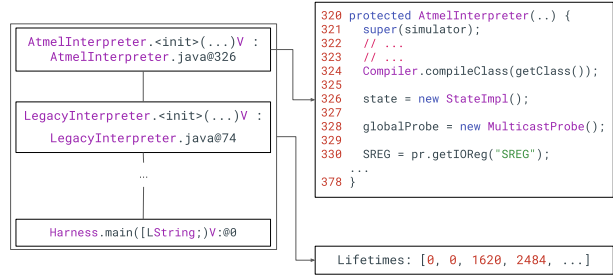 AtmelInterpreter.<init>(...)V :
AtmelInterpreter.java@326
LegacyInterpreter.<init>(...)V :
LegacyInterpreter.java@74
...
Harness.main([LString;)V:@0
320 protected AtmelInterpreter(..) {
321 super(simulator);
322 // ...
323 // ...
324 Compiler.compileClass(getClass());
325
326 state = new StateImpl();
327
328 globalProbe = new MulticastProbe();
329
330 SREG = pr.getIOReg("SREG");
...
378 }
Lifetimes: [0, 0, 1620, 2484, ...]